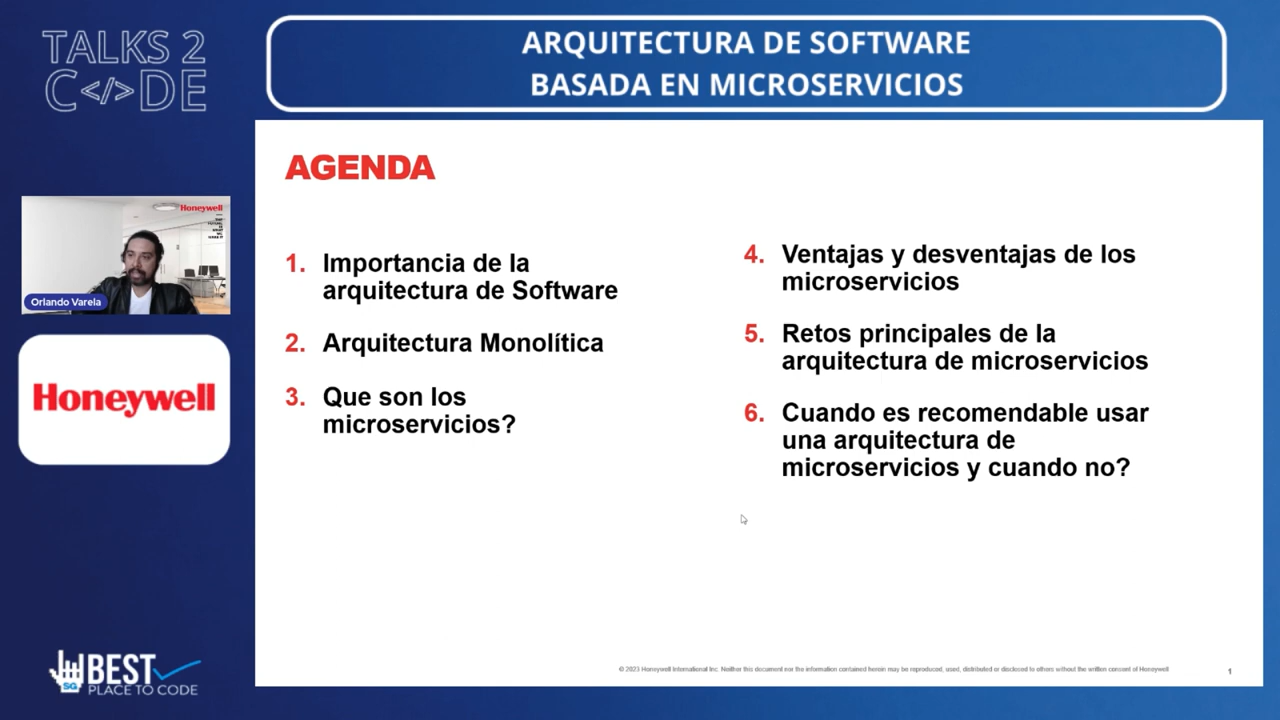 TALKS 2
C</>DE
ARQUITECTURA DE SOFTWARE
BASADA EN MICROSERVICIOS
Honeywell
Orlando Varela
Honeywell
AGENDA
1. Importancia de la
arquitectura de Software
2. Arquitectura Monolítica
3. Que son los
microservicios?
4. Ventajas y desventajas de los
microservicios
5. Retos principales de la
arquitectura de microservicios
6. Cuando es recomendable usar
una arquitectura de
microservicios y cuando no?
SG BEST
PLACE TO CODE
© 2023 Honeywell International Inc. Neither this document nor the information contained herein may be reproduced, used, distributed or disclosed to others without the written consent of Honeywell
1